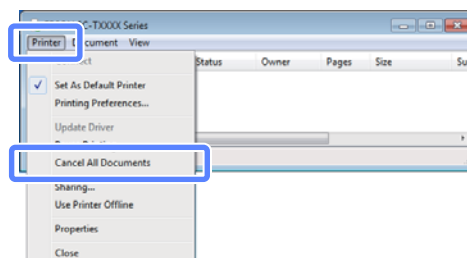 C-TXXXX Series
Printer Document View
Status Owner Pages Size Su
Set As Default Printer
Printing Preferences...
Update Driver
Cancel All Documents
Sharing...
Use Printer Offline
Properties
Close